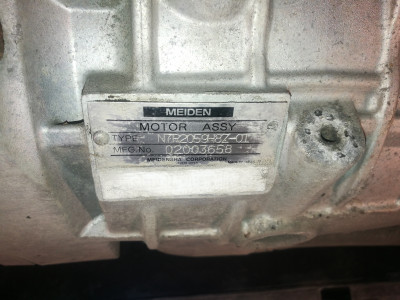 MEIDEN
MOTOR ASSY
TYPE
MFG.No. 02003658
MEIDENSHA CORPORATION